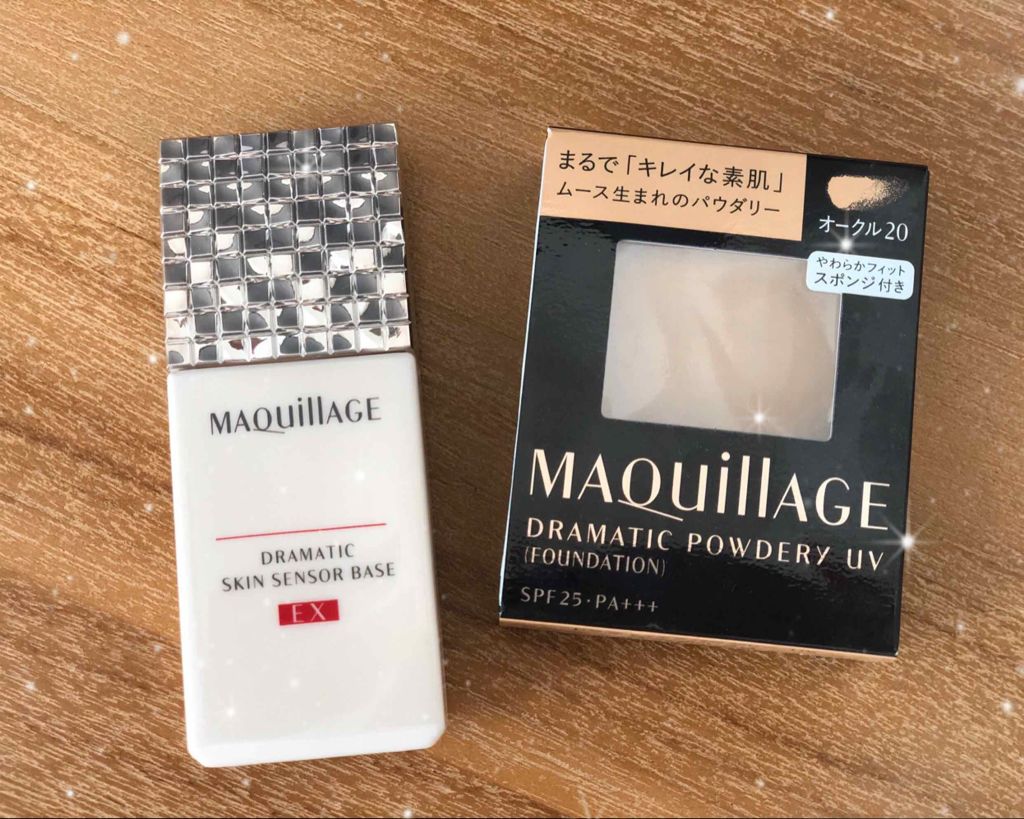 MAQuillAGE
DRAMATIC
SKIN SENSOR BASE
EX
まるで「キレイな素肌」
ムース生まれのパウダリー
オークル20
やわらかフィット
スポンジ付き
MAQuillAGE
DRAMATIC POWDERY UV
(FOUNDATION)
SPF25・PA+++